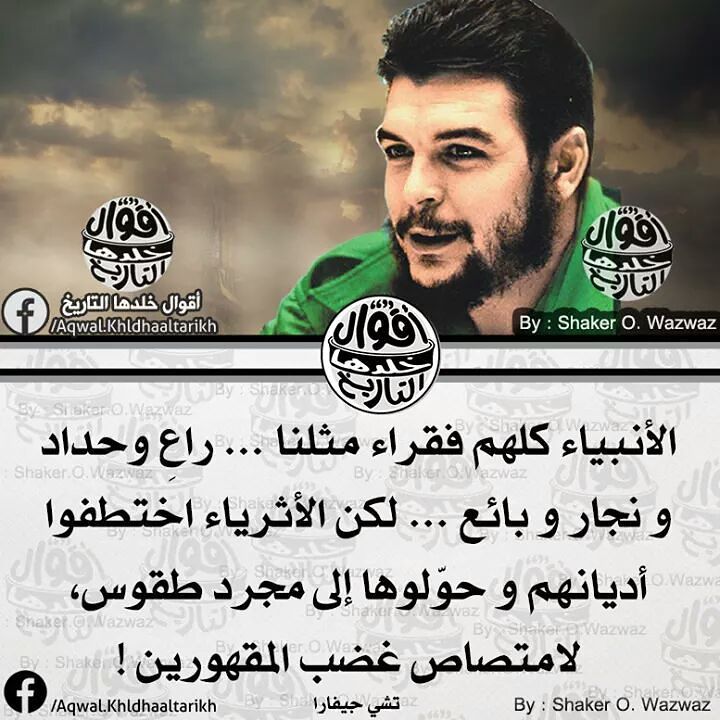 أقوال خلدها التاريخ
أقوال خلدها التاريخ
أقوال خلدها التاريخ
/Aqwal.Khldhaaltarikh
By : Shaker O. Wazwaz
أقوال خلدها التاريخ
الأنبياء كلهم فقراء مثلنا ... راعِ وحداد
و نجار و بائع ... لكن الأثرياء اختطفوا
أديانهم و حوّلوها إلى مجرد طقوس،
لامتصاص غضب المقهورين !
تشي جيفارا
/Aqwal.Khldhaaltarikh
By : Shaker O. Wazwaz